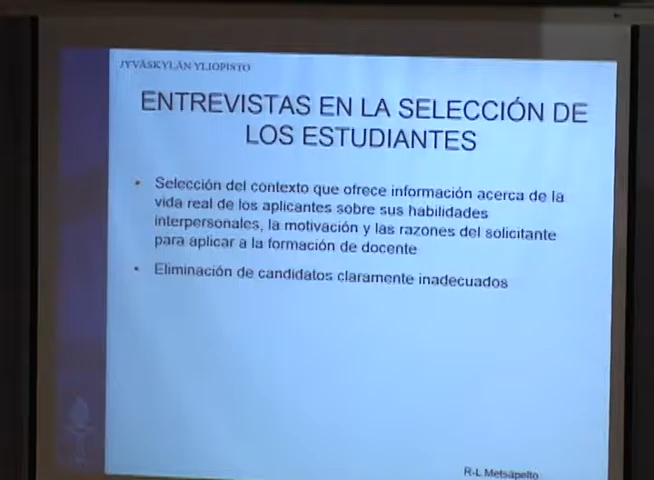 JYVÄSKYLÄN YLIOPISTO
ENTREVISTAS EN LA SELECCIÓN DE
LOS ESTUDIANTES
• Selección del contexto que ofrece información acerca de la
vida real de los aplicantes sobre sus habilidades
interpersonales, la motivación y las razones del solicitante
para aplicar a la formación de docente
• Eliminación de candidatos claramente inadecuados
R-L Metsäpelto